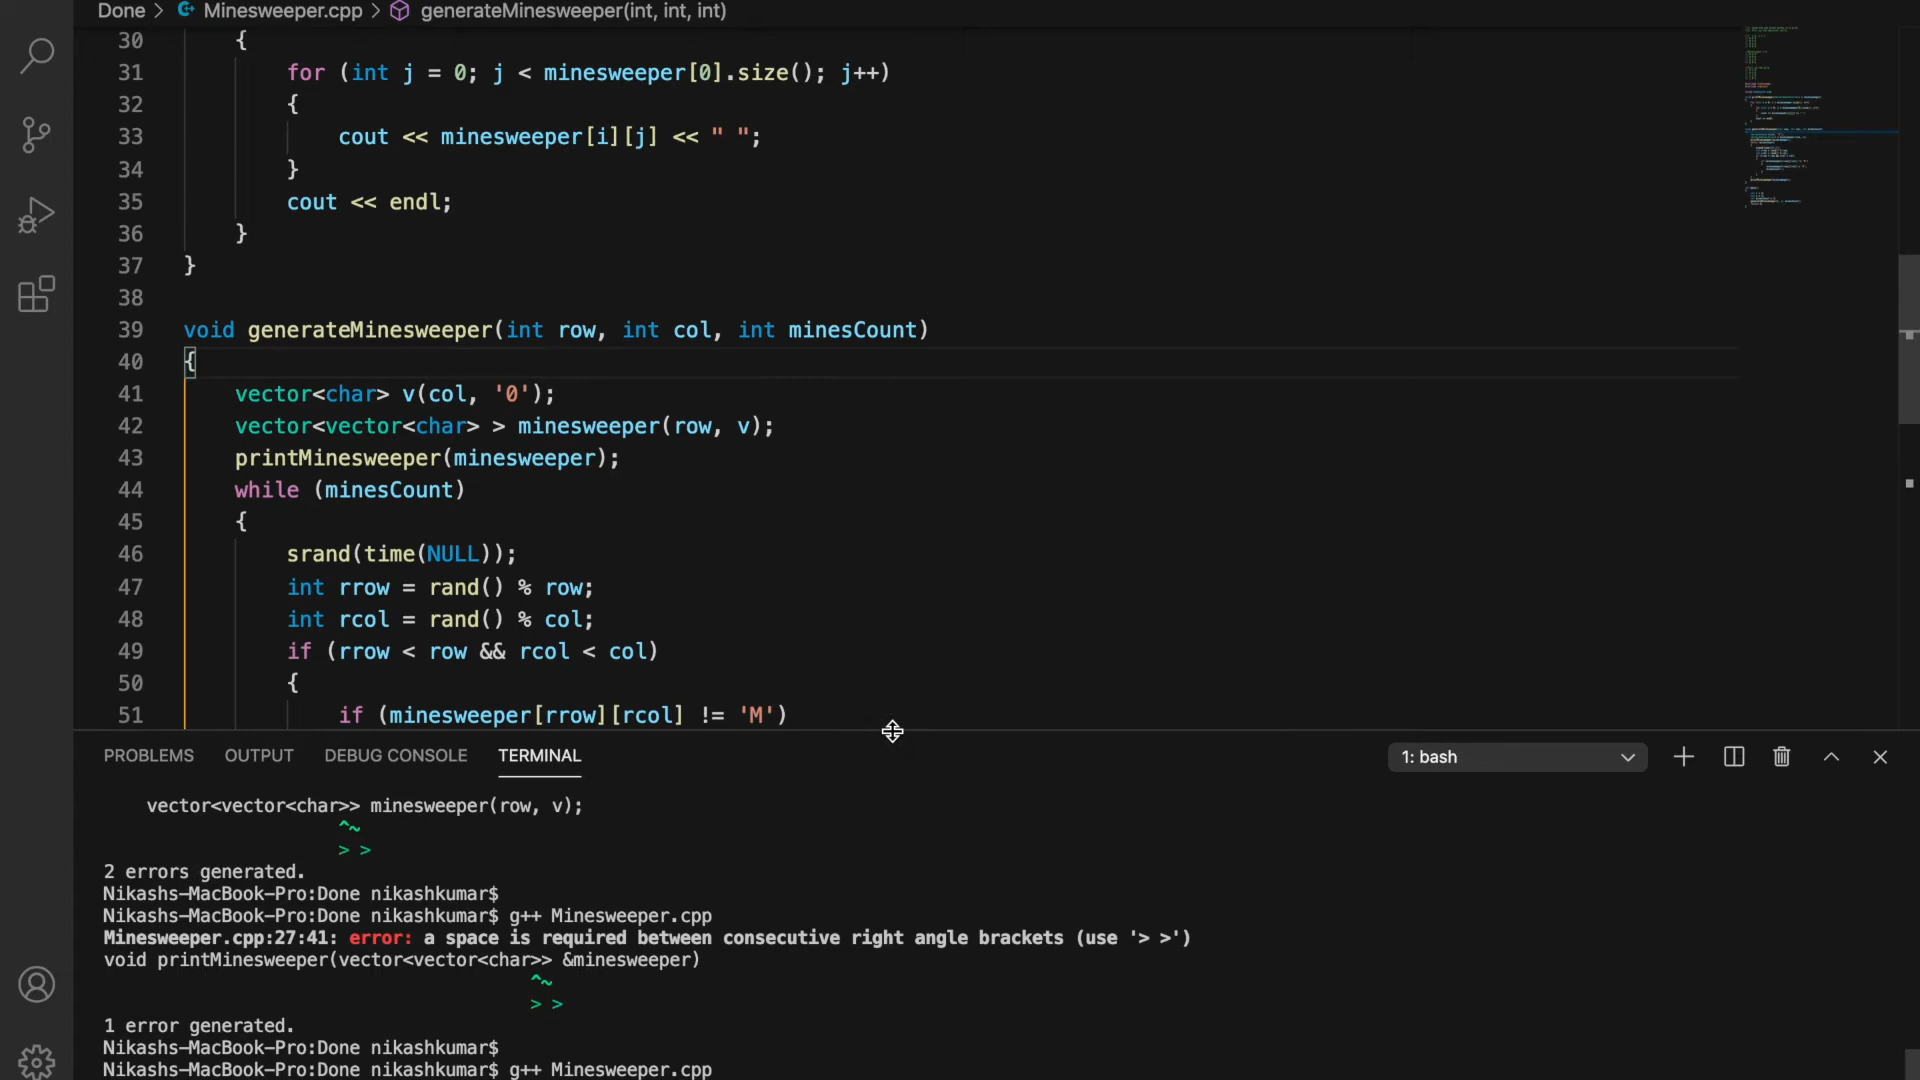 Done > Minesweeper.cpp > generateMinesweeper(int, int, int)
30 {
31 for (int j = 0; j < minesweeper[0].size(); j++)
32 {
33 cout << minesweeper[i][j] << " ";
34 }
35 cout << endl;
36 }
37 }
38
39 void generateMinesweeper(int row, int col, int minesCount)
40 {
41 vector<char> v(col, '0');
42 vector<vector<char> > minesweeper(row, v);
43 printMinesweeper(minesweeper);
44 while (minesCount)
45 {
46 srand(time(NULL));
47 int rrow = rand() % row;
48 int rcol = rand() % col;
49 if (rrow < row && rcol < col)
50 {
51 if (minesweeper[rrow][rcol] != 'M')
PROBLEMS OUTPUT DEBUG CONSOLE TERMINAL 1: bash
vector<vector<char>> minesweeper(row, v);
^~
> >
2 errors generated.
Nikashs-MacBook-Pro:Done nikashkumar$
Nikashs-MacBook-Pro:Done nikashkumar$ g++ Minesweeper.cpp
Minesweeper.cpp:27:41: error: a space is required between consecutive right angle brackets (use '> >')
void printMinesweeper(vector<vector<char>> &minesweeper)
^~
> >
1 error generated.
Nikashs-MacBook-Pro:Done nikashkumar$
Nikashs-MacBook-Pro:Done nikashkumar$ g++ Minesweeper.cpp